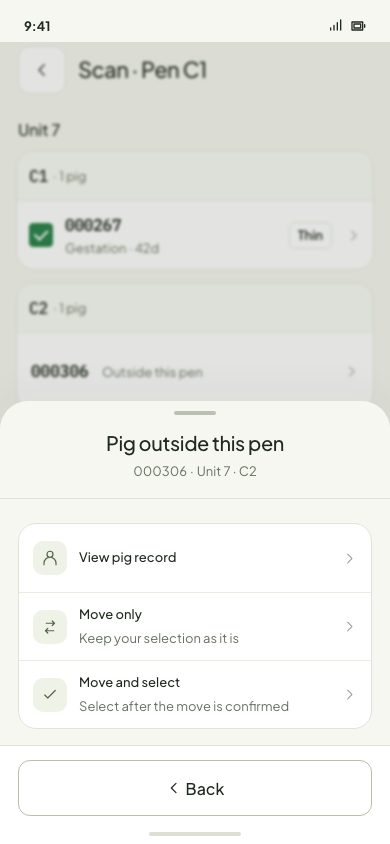 9:41
Scan · Pen C1
Unit 7
C1 · 1 pig
000267
Gestation · 42d
Thin
C2 · 1 pig
000306 Outside this pen
Pig outside this pen
000306 · Unit 7 · C2
View pig record
Move only
Keep your selection as it is
Move and select
Select after the move is confirmed
Back